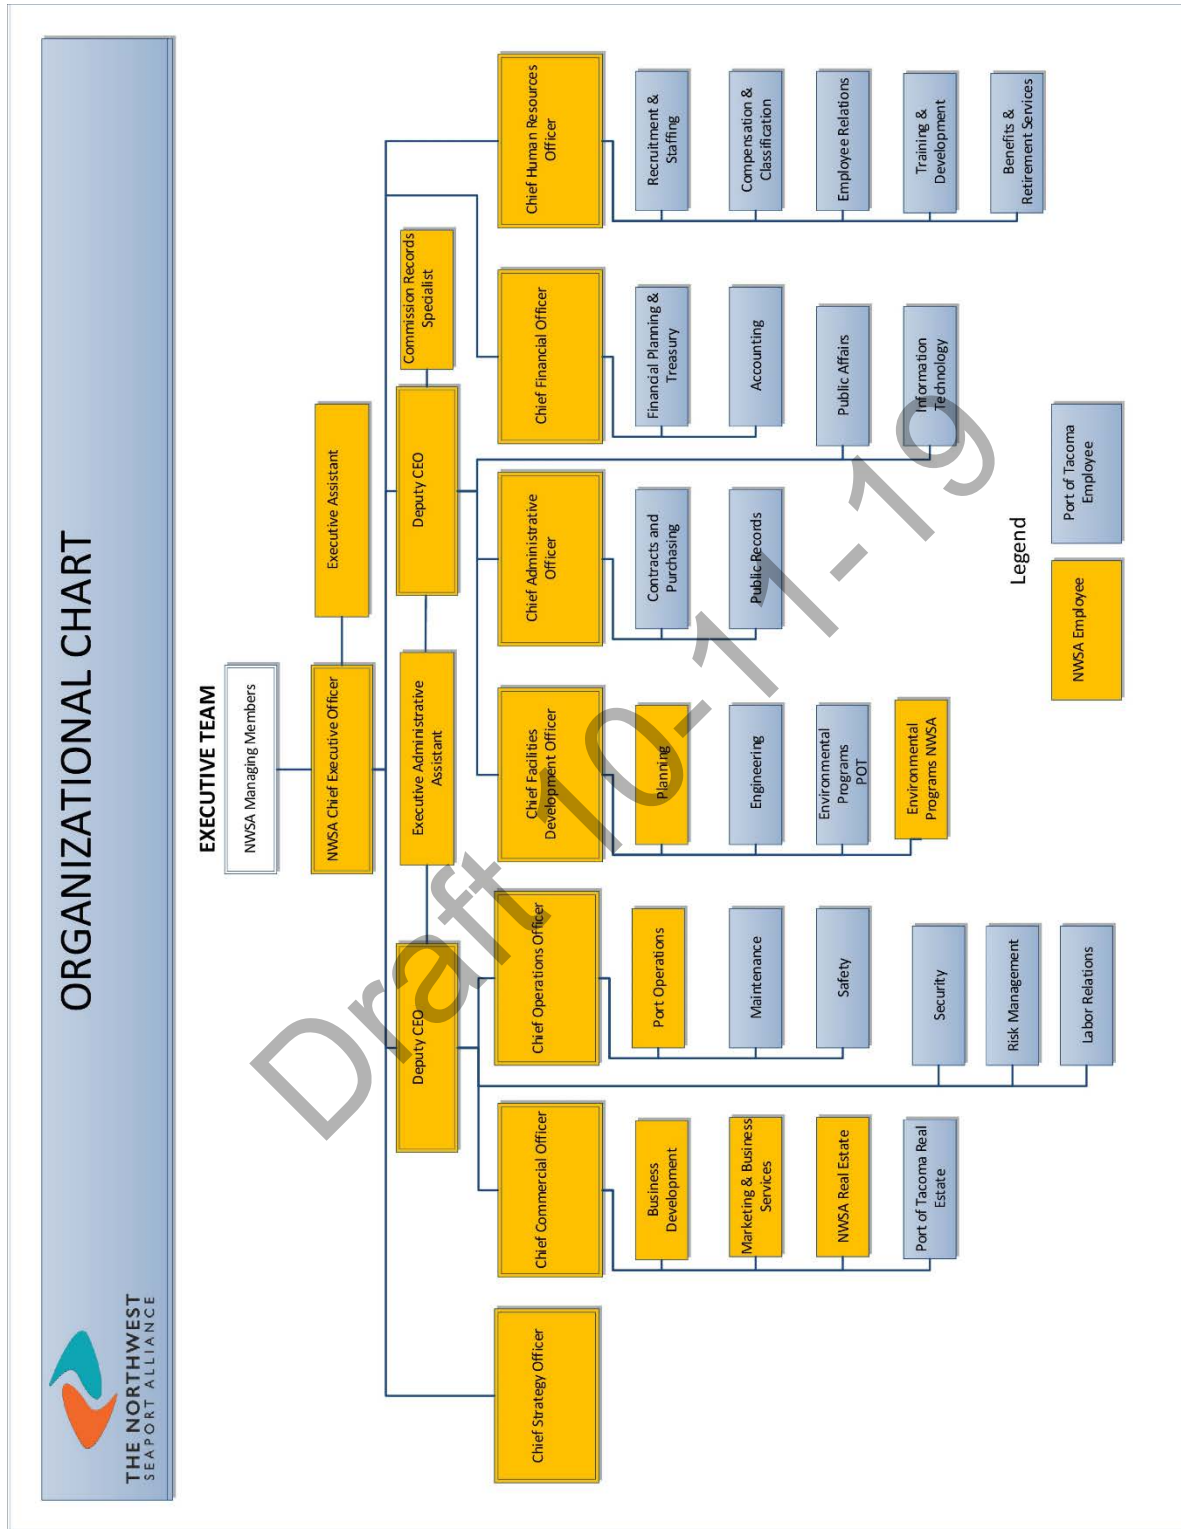 THE NORTHWEST
SEAPORT ALLIANCE
ORGANIZATIONAL CHART
EXECUTIVE TEAM
NWSA Managing Members
NWSA Chief Executive Officer
Executive Assistant
Deputy CEO
Executive Administrative
Assistant
Deputy CEO
Commission Records
Specialist
Chief Strategy Officer
Chief Commercial Officer
Chief Operations Officer
Chief Facilities
Development Officer
Chief Administrative
Officer
Chief Financial Officer
Chief Human Resources
Officer
Business
Development
Marketing & Business
Services
NWSA Real Estate
Port of Tacoma Real
Estate
Port Operations
Maintenance
Safety
Security
Risk Management
Labor Relations
Planning
Engineering
Environmental
Programs
POT
Environmental
Programs NWSA
Contracts and
Purchasing
Public Records
Financial Planning &
Treasury
Accounting
Public Affairs
Information
Technology
Recruitment &
Staffing
Compensation &
Classification
Employee Relations
Training &
Development
Benefits &
Retirement Services
Legend
NWSA Employee
Port of Tacoma
Employee
Draft 10-11-19